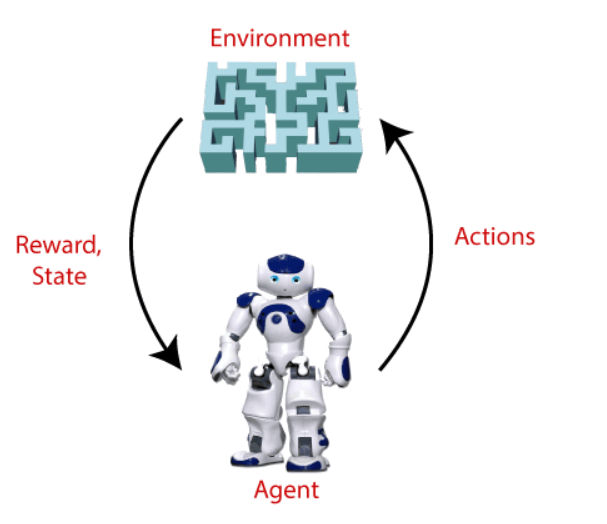 Environment
Reward,
State
Actions
Agent